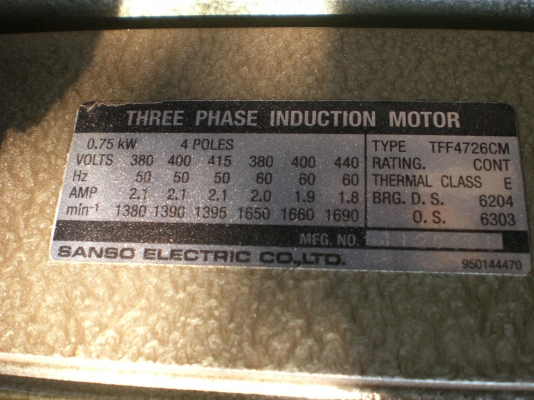 THREE PHASE INDUCTION MOTOR
0.75 kW 4 POLES
VOLTS 380 400 415 380 400 440
Hz 50 50 50 60 60 60
AMP 2.1 2.1 2.1 2.0 1.9 1.8
min-1 1380 1390 1395 1650 1660 1690
TYPE TFF4726CM
RATING. CONT
THERMAL CLASS E
BRG. D. S. 6204
O. S. 6303
MFG. NO.
SANSO ELECTRIC CO.,LTD.
950144470